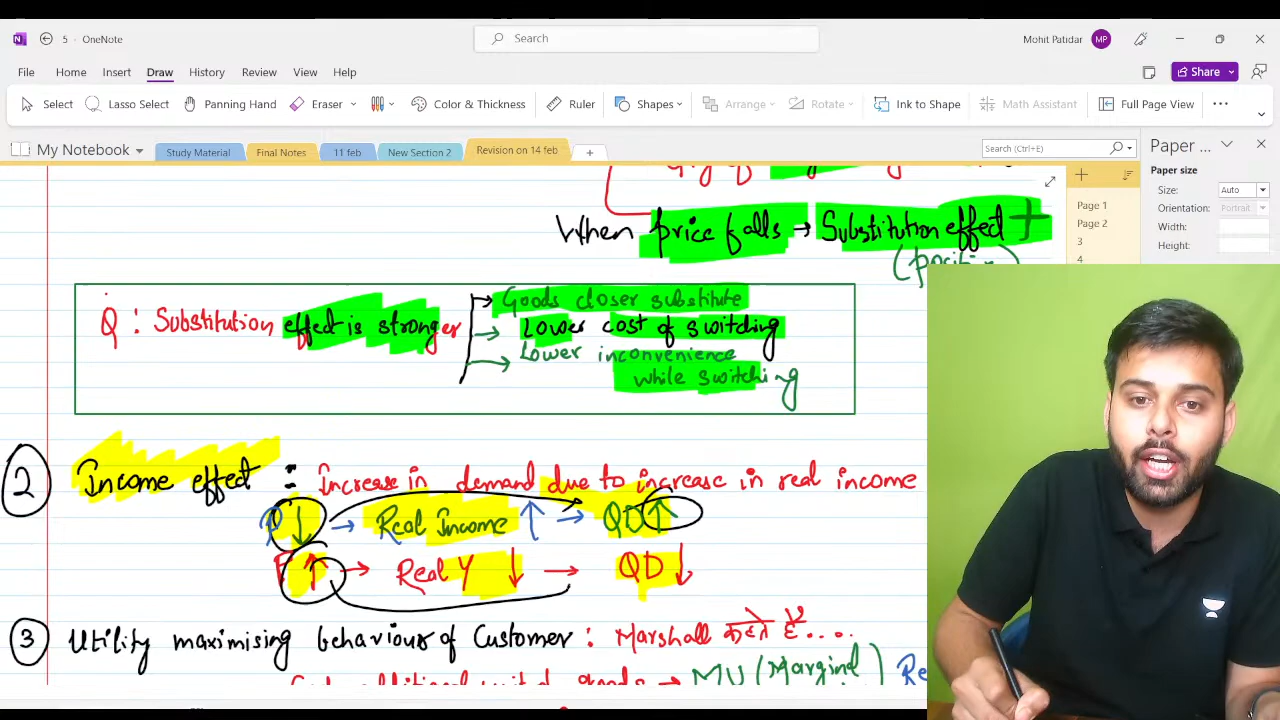 5 - OneNote
Search
Mohit Patidar MP
File Home Insert Draw History Review View Help
Share
Select Lasso Select Panning Hand Eraser Color & Thickness Ruler Shapes Arrange Rotate Ink to Shape Math Assistant Full Page View
My Notebook Study Material Final Notes 11 feb New Section 2 Revision on 14 feb +
Search (Ctrl+E)
Paper ...
Paper size
Size: Auto
Orientation: Portrait
Width:
Height:
Page 1
Page 2
3
4
When price falls → Substitution effect +
Q : Substitution effect is stronger
→ Goods closer substitute
→ Lower cost of switching
→ Lower inconvenience
while switching
2 Income effect : Increase in demand due to increase in real income
P ↓ → Real Income ↑ → QD ↑
P ↑ → Real Y ↓ → QD ↓
3 Utility maximising behaviour of Customer : Marshall कहते है....
additional unit of goods → MU (Marginal) Re